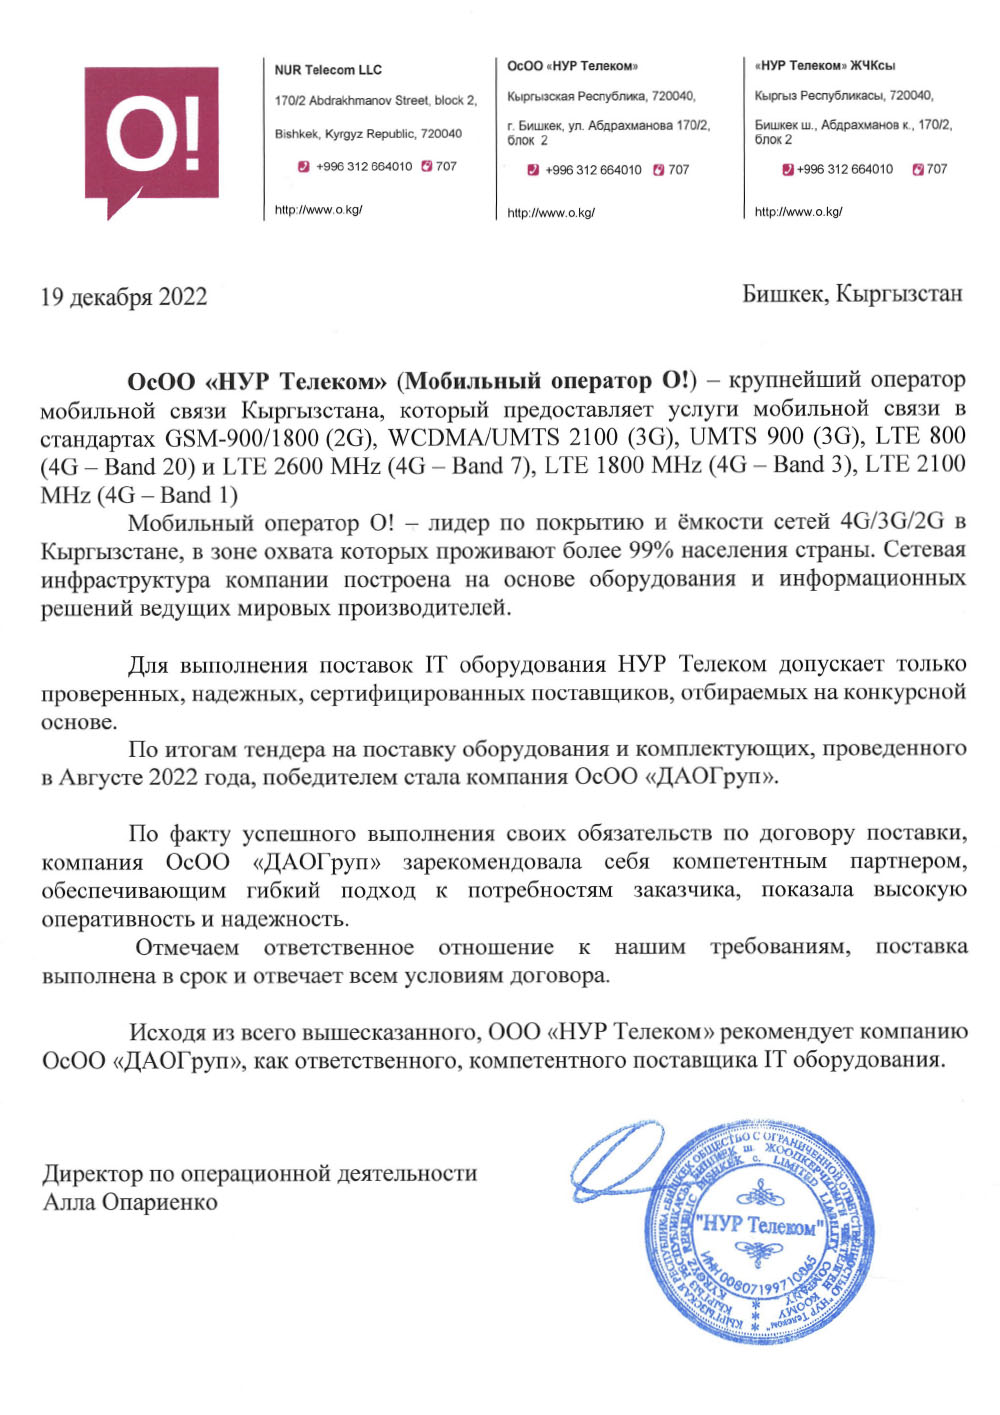 O!
NUR Telecom LLC
170/2 Abdrakhmanov Street, block 2,
Bishkek, Kyrgyz Republic, 720040
+996 312 664010 707
http://www.o.kg/
ОсОО «НУР Телеком»
Кыргызская Республика, 720040,
г. Бишкек, ул. Абдрахманова 170/2,
блок 2
+996 312 664010 707
http://www.o.kg/
«НУР Телеком» ЖЧКсы
Кыргыз Республикасы, 720040,
Бишкек ш., Абдрахманов к., 170/2,
блок 2
+996 312 664010 707
http://www.o.kg/
19 декабря 2022
Бишкек, Кыргызстан
ОсОО «НУР Телеком» (Мобильный оператор О!) – крупнейший оператор
мобильной связи Кыргызстана, который предоставляет услуги мобильной связи в
стандартах GSM-900/1800 (2G), WCDMA/UMTS 2100 (3G), UMTS 900 (3G), LTE 800
(4G – Band 20) и LTE 2600 MHz (4G – Band 7), LTE 1800 MHz (4G – Band 3), LTE 2100
MHz (4G – Band 1)
Мобильный оператор О! – лидер по покрытию и ёмкости сетей 4G/3G/2G в
Кыргызстане, в зоне охвата которых проживают более 99% населения страны. Сетевая
инфраструктура компании построена на основе оборудования и информационных
решений ведущих мировых производителей.
Для выполнения поставок IT оборудования НУР Телеком допускает только
проверенных, надежных, сертифицированных поставщиков, отбираемых на конкурсной
основе.
По итогам тендера на поставку оборудования и комплектующих, проведенного
в Августе 2022 года, победителем стала компания ОсОО «ДАОГруп».
По факту успешного выполнения своих обязательств по договору поставки,
компания ОсОО «ДАОГруп» зарекомендовала себя компетентным партнером,
обеспечивающим гибкий подход к потребностям заказчика, показала высокую
оперативность и надежность.
Отмечаем ответственное отношение к нашим требованиям, поставка
выполнена в срок и отвечает всем условиям договора.
Исходя из всего вышесказанного, ООО «НУР Телеком» рекомендует компанию
ОсОО «ДАОГруп», как ответственного, компетентного поставщика IT оборудования.
Директор по операционной деятельности
Алла Опариенко
КЫРГЫЗСКАЯ РЕСПУБЛИКА г.БИШКЕК ОБЩЕСТВО С ОГРАНИЧЕННОЙ ОТВЕТСТВЕННОСТЬЮ "НУР Телеком"
КЫРГЫЗ РЕСПУБЛИКАСЫ БИШКЕК ш. ЖООПКЕРЧИЛИГИ ЧЕКТЕЛГЕН КООМУ
KYRGYZ REPUBLIC BISHKEK c. LIMITED LIABILITY COMPANY
"НУР Телеком"
ИНН 00807199710065